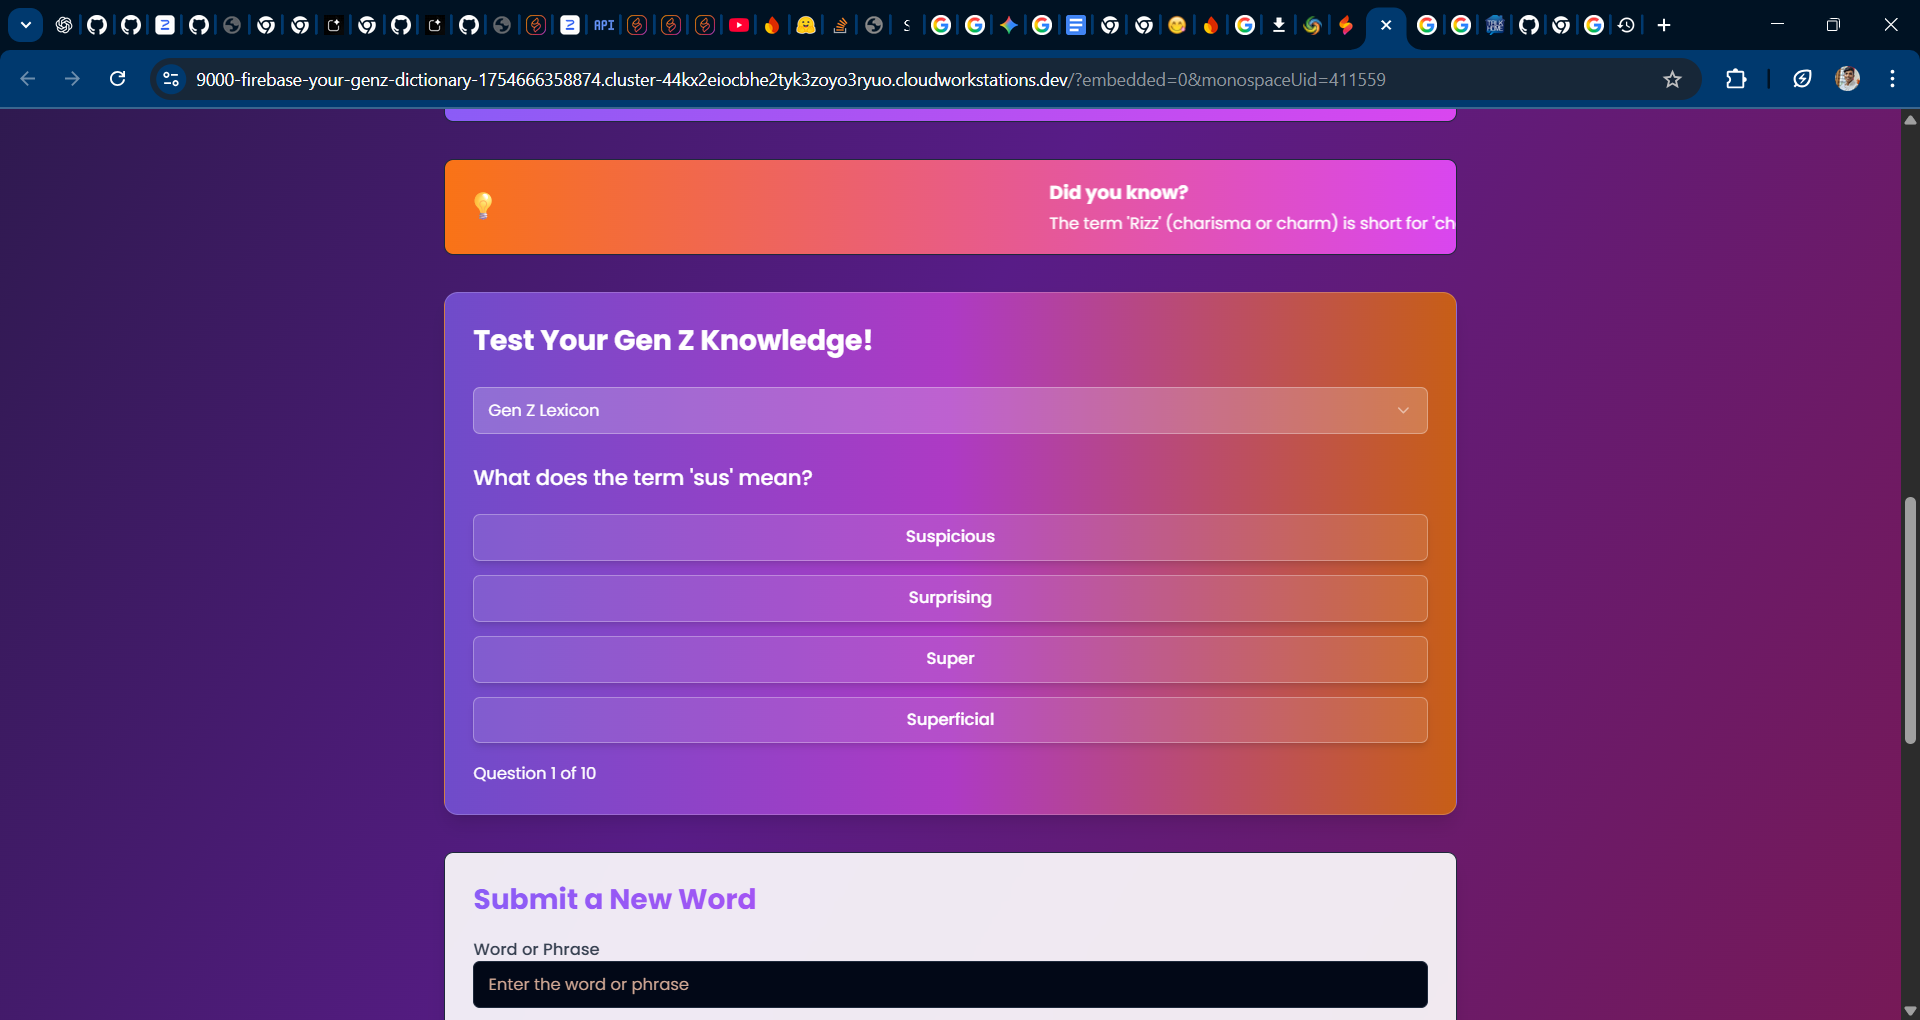 API
S
9000-firebase-your-genz-dictionary-1754666358874.cluster-44kx2eiocbhe2tyk3zoyo3ryuo.cloudworkstations.dev/?embedded=0&monospaceUid=411559
Did you know?
The term 'Rizz' (charisma or charm) is short for 'ch
Test Your Gen Z Knowledge!
Gen Z Lexicon
What does the term 'sus' mean?
Suspicious
Surprising
Super
Superficial
Question 1 of 10
Submit a New Word
Word or Phrase
Enter the word or phrase